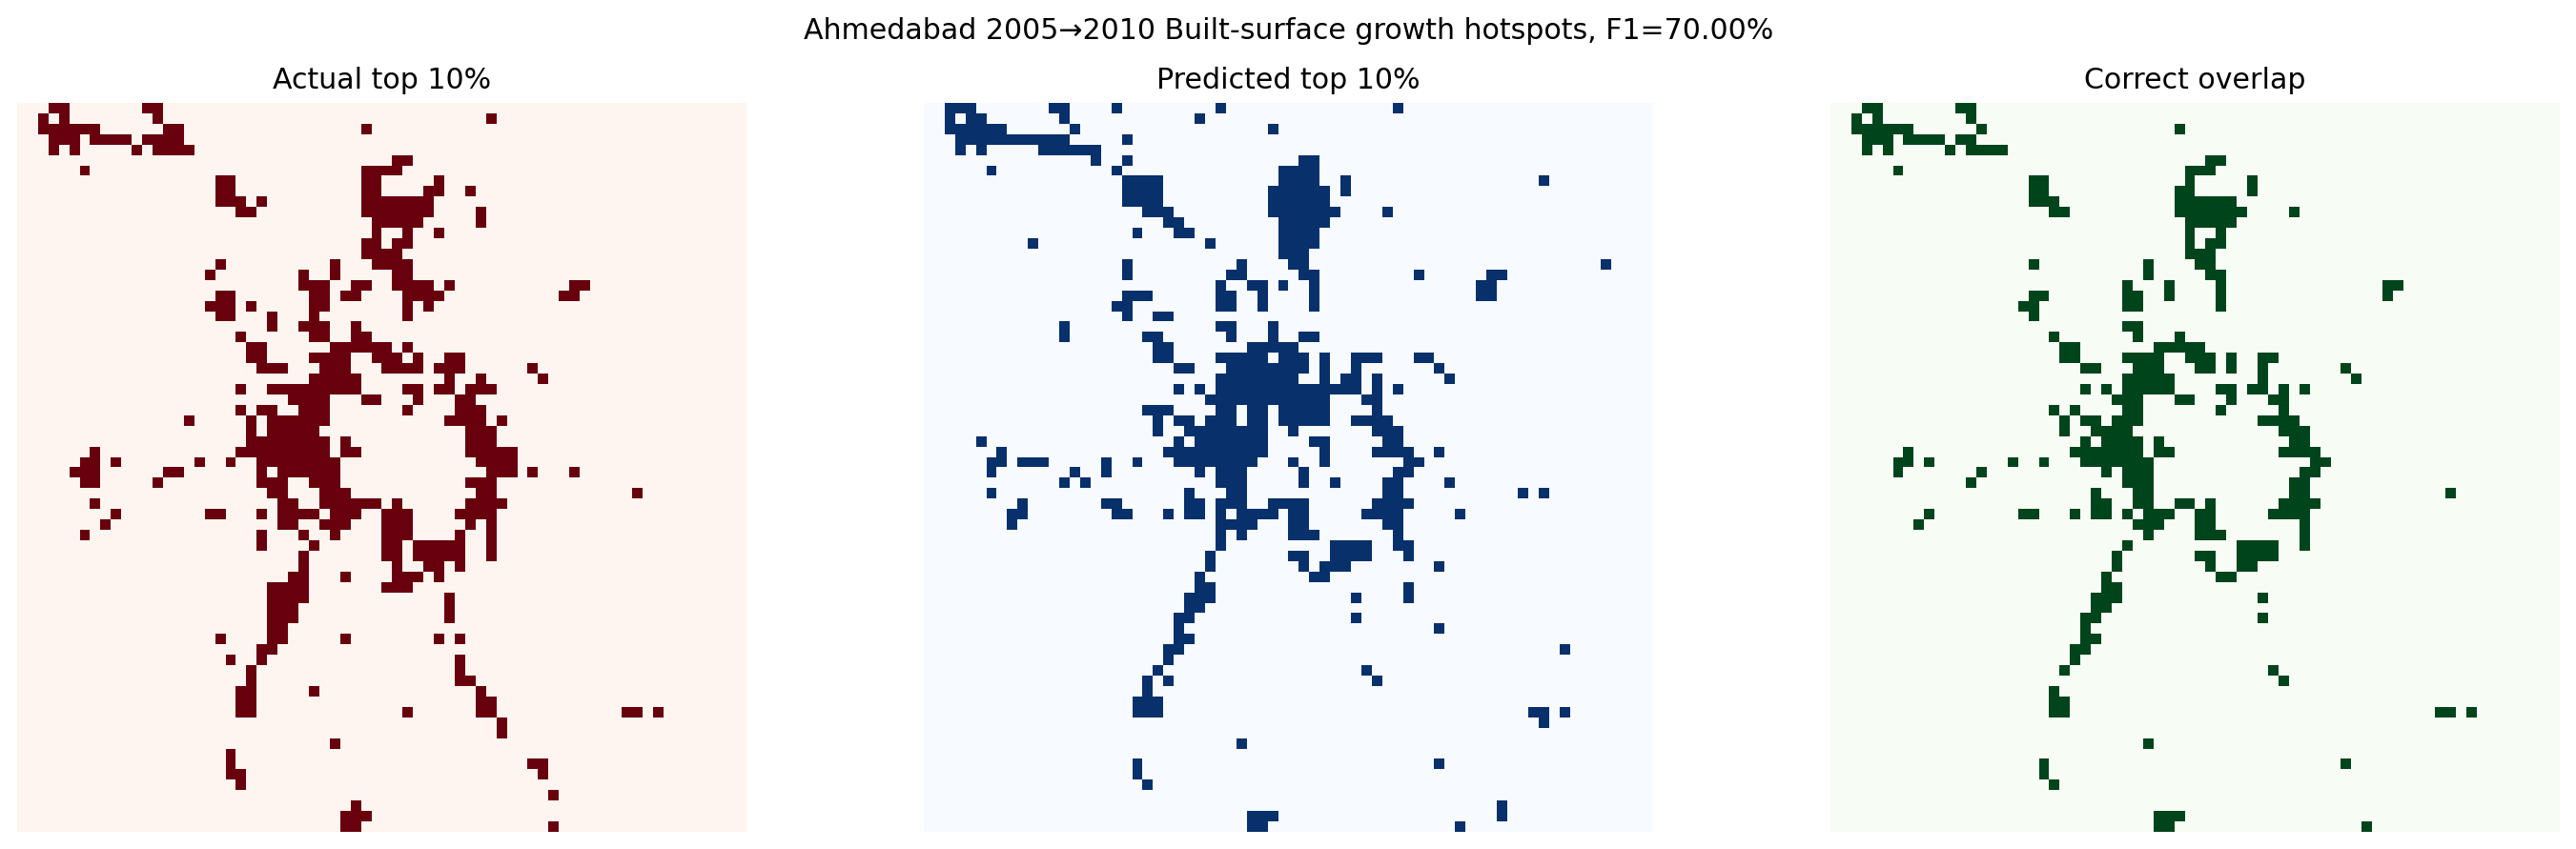 Ahmedabad 2005→2010 Built-surface growth hotspots, F1=70.00%
Actual top 10%
Predicted top 10%
Correct overlap